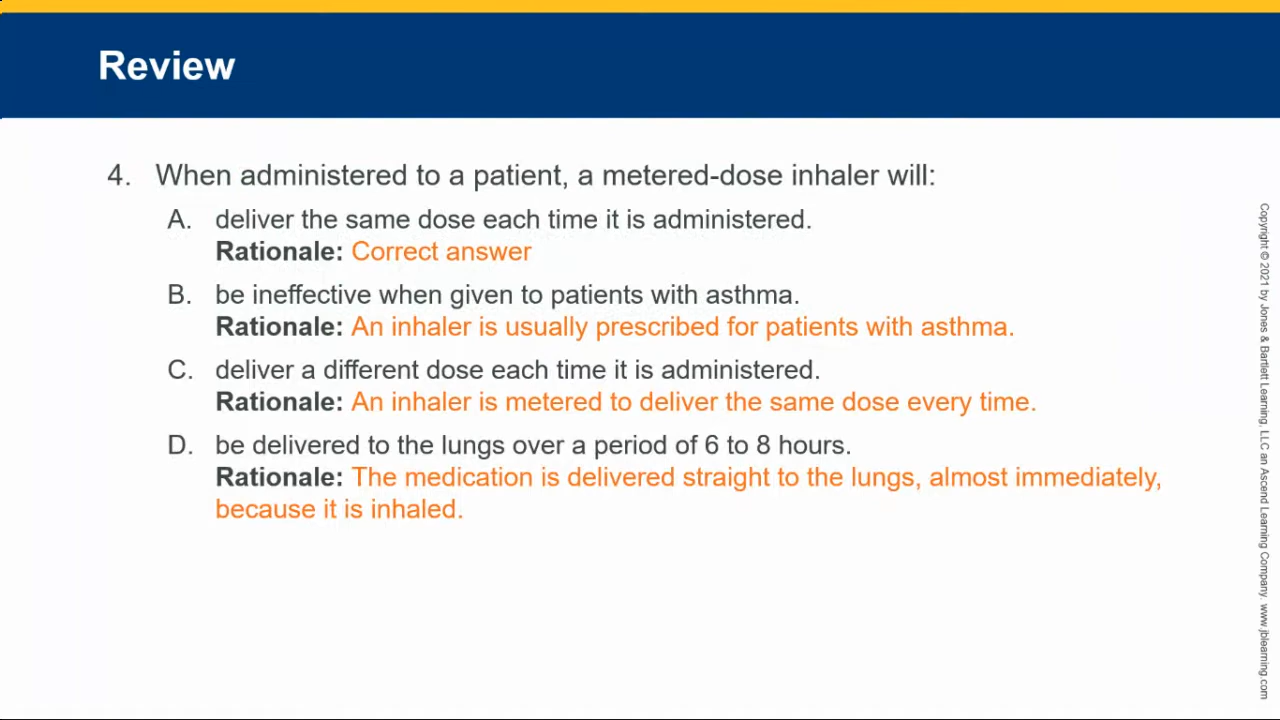 Review
4. When administered to a patient, a metered-dose inhaler will:
A. deliver the same dose each time it is administered.
Rationale: Correct answer
B. be ineffective when given to patients with asthma.
Rationale: An inhaler is usually prescribed for patients with asthma.
C. deliver a different dose each time it is administered.
Rationale: An inhaler is metered to deliver the same dose every time.
D. be delivered to the lungs over a period of 6 to 8 hours.
Rationale: The medication is delivered straight to the lungs, almost immediately,
because it is inhaled.
Copyright © 2021 by Jones & Bartlett Learning, LLC an Ascend Learning Company. www.jblearning.com